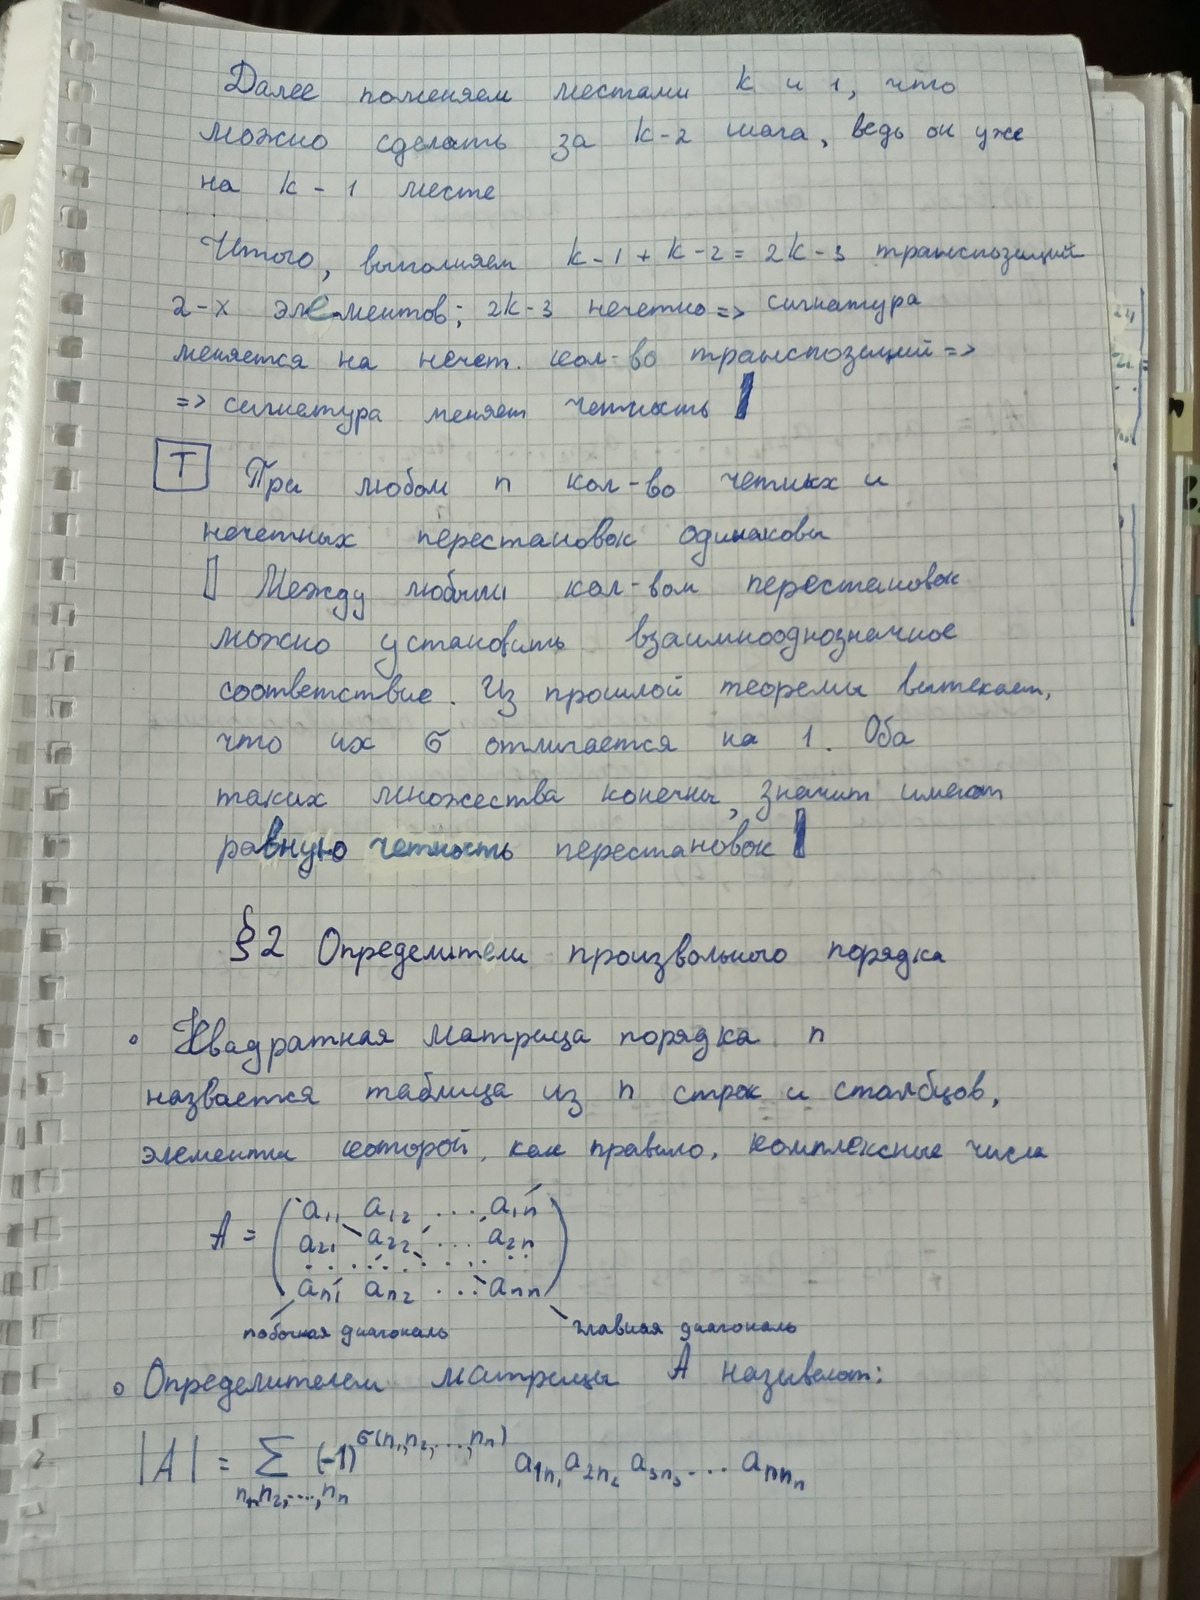 Далее поменяем местами k и 1, что
можно сделать за k-2 шага, ведь он уже
на k - 1 месте
Итого, выполняем k-1+k-2 = 2k-3 транспозиций
2-х элементов; 2k-3 нечетно => сигнатура
меняется на нечет. кол-во транспозиций =>
=> сигнатура меняет четность
Т При любом n кол-во четных и
нечетных перестановок одинаковы
Между любыми кол-вом перестановок
можно установить взаимнооднозначное
соответствие. Из прошлой теоремы вытекает,
что их σ отличается на 1. Оба
таких множества конечны, значит имеют
равную четность перестановок
§2 Определители произвольного порядка
• Квадратная матрица порядка n
назвается таблица из n строк и столбцов,
элементы которой, как правило, комплексные числа
a₁₁ a₁₂ .... a₁n
A = ( a₂₁ a₂₂ ... a₂n )
. . . . . . . . . .
an₁ an₂ .... ann
побочная диагональ главная диагональ
• Определителем матрицы A называют:
|A| = Σ (-1)^σ(n₁,n₂,...,nn) a₁n₁ a₂n₂ a₃n₃ .... annn
n₁,n₂,...,nn